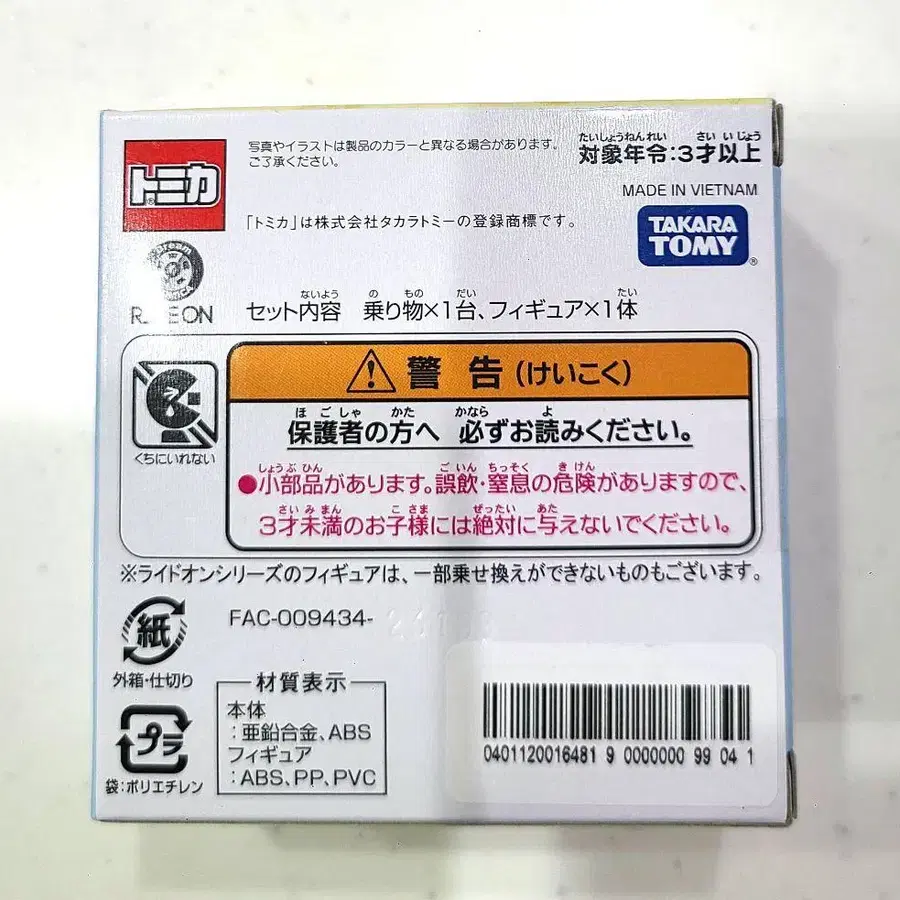 トミカ
写真やイラストは製品のカラーと異なる場合があります。
ご了承ください。
たいしょうねんれい さい いじょう
対象年令:3才以上
MADE IN VIETNAM
「トミカ」は株式会社タカラトミーの登録商標です。
TAKARA
TOMY®
Dream
ないよう の もの だい たい
セット内容 乗り物×1台、フィギュア×1体
警告(けいこく)
ほごしゃ かた かなら よ
保護者の方へ 必ずお読みください。
くちにいれない
しょうぶひん ごいん ちっそく きけん
●小部品があります。誤飲・窒息の危険がありますので、
さいみまん こさま ぜったい あた
3才未満のお子様には絶対に与えないでください。
※ライドオンシリーズのフィギュアは、一部乗せ換えができないものもございます。
紙
外箱・仕切り
FAC-009434-
プラ
袋:ポリエチレン
材質表示
本体
:亜鉛合金、ABS
フィギュア
:ABS、PP、PVC
0401120016481 9 0000000 99 04 1